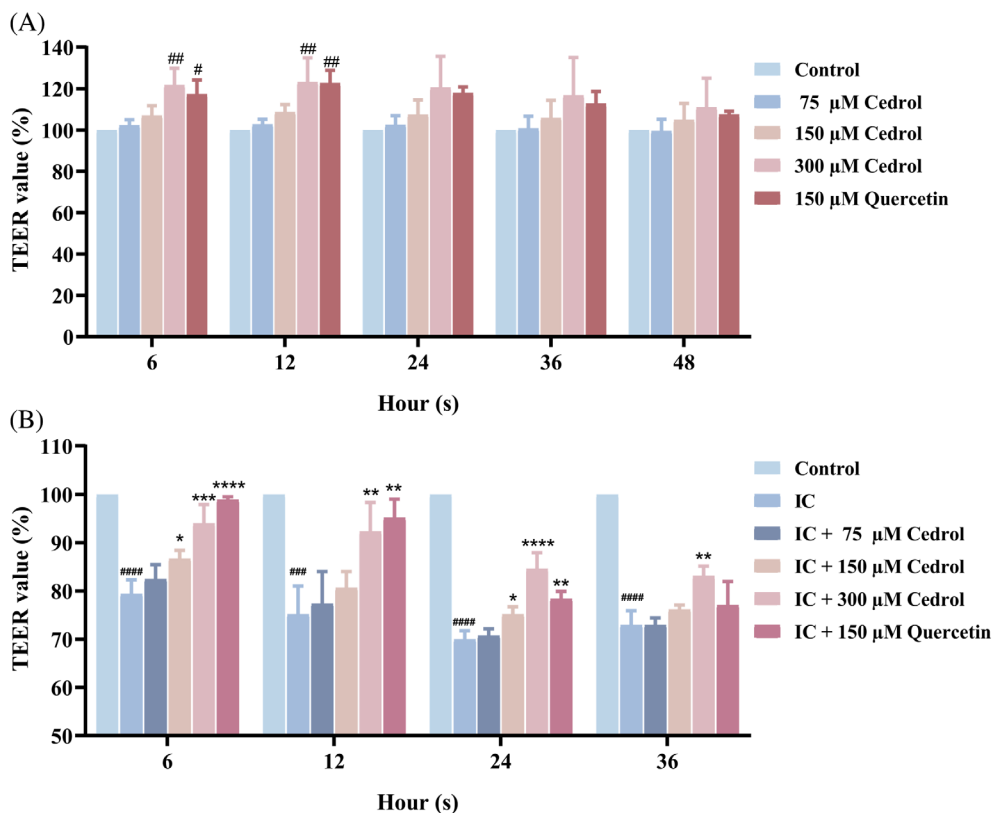 (A)
TEER value (%)
140
120
100
80
60
40
20
0
## #
## ##
6 12 24 36 48
Hour (s)
Control
75 µM Cedrol
150 µM Cedrol
300 µM Cedrol
150 µM Quercetin
(B)
TEER value (%)
110
100
90
80
70
60
50
#### * *** ****
### ** **
#### * **** **
#### **
6 12 24 36
Hour (s)
Control
IC
IC + 75 µM Cedrol
IC + 150 µM Cedrol
IC + 300 µM Cedrol
IC + 150 µM Quercetin